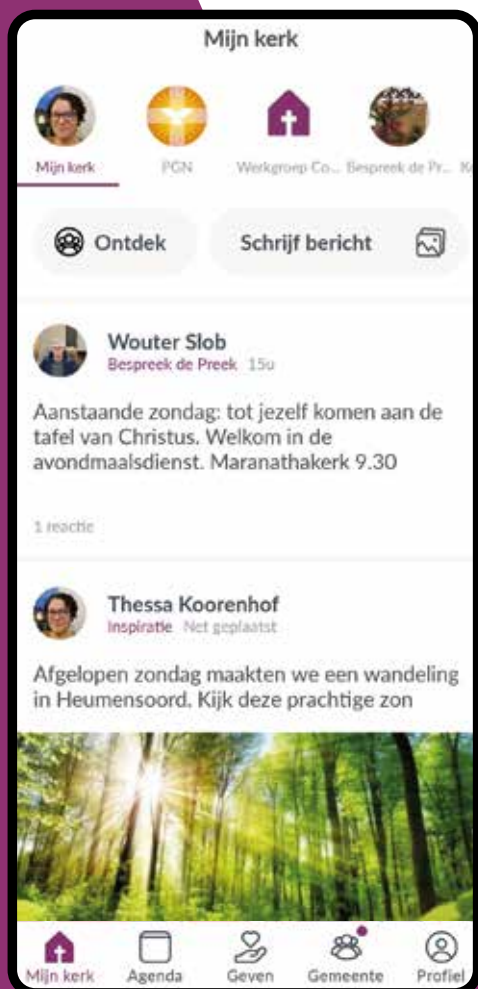 Mijn kerk
Mijn kerk PGN Werkgroep Co... Bespreek de Pr...
Ontdek Schrijf bericht
Wouter Slob
Bespreek de Preek 15u
Aanstaande zondag: tot jezelf komen aan de
tafel van Christus. Welkom in de
avondmaalsdienst. Maranathakerk 9.30
1 reactie
Thessa Koorenhof
Inspiratie Net geplaatst
Afgelopen zondag maakten we een wandeling
in Heumensoord. Kijk deze prachtige zon
Mijn kerk Agenda Geven Gemeente Profiel